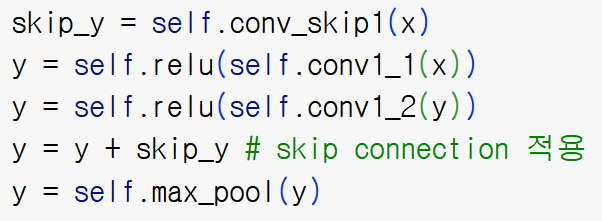 skip_y = self.conv_skip1(x)
y = self.relu(self.conv1_1(x))
y = self.relu(self.conv1_2(y))
y = y + skip_y # skip connection 적용
y = self.max_pool(y)